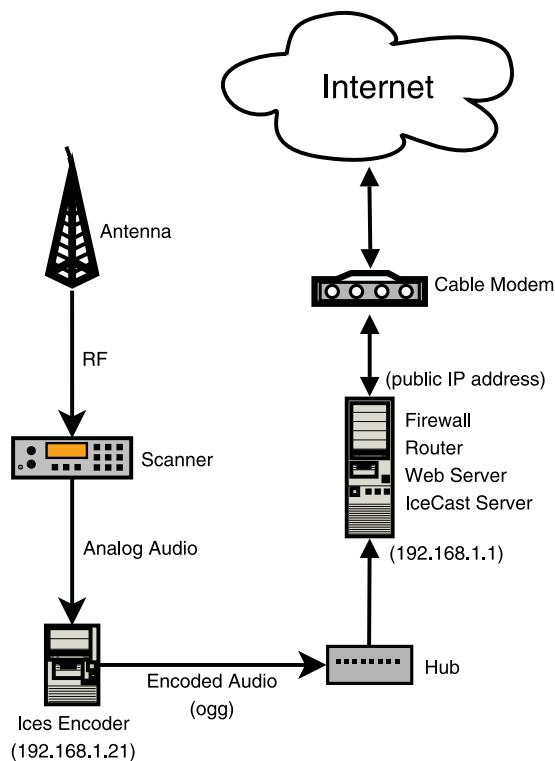 Internet
Antenna
Cable Modem
RF
(public IP address)
Firewall
Router
Web Server
IceCast Server
(192.168.1.1)
Scanner
Analog Audio
Encoded Audio
(ogg)
Hub
Ices Encoder
(192.168.1.21)